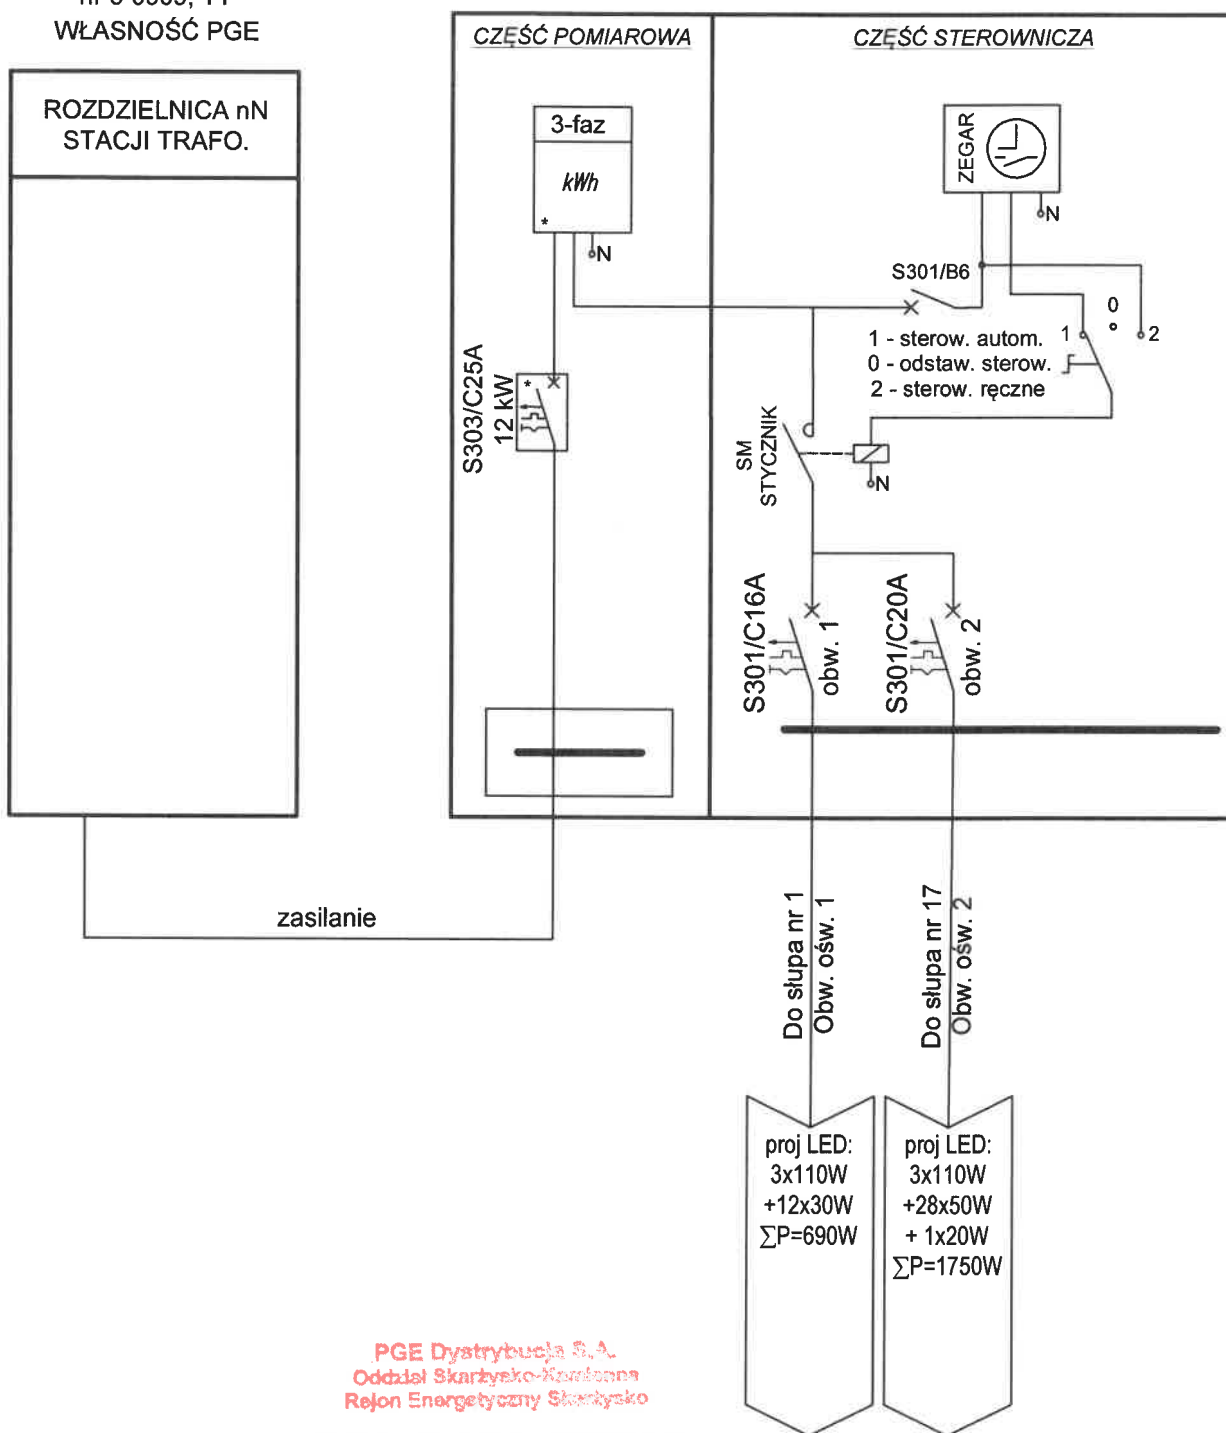 WŁASNOŚĆ PGE
ROZDZIELNICA nN
STACJI TRAFO.
CZĘŚĆ POMIAROWA
3-faz
kWh
*
N
S303/C25A
12 kW
*
zasilanie
CZĘŚĆ STEROWNICZA
ZEGAR
N
S301/B6
1 - sterow. autom.
0 - odstaw. sterow.
2 - sterow. ręczne
1
0
2
SM
STYCZNIK
N
S301/C16A
obw. 1
S301/C20A
obw. 2
Do słupa nr 1
Obw. ośw. 1
Do słupa nr 17
Obw. ośw. 2
proj LED:
3x110W
+12x30W
∑P=690W
proj LED:
3x110W
+28x50W
+ 1x20W
∑P=1750W
PGE Dystrybucja S.A.
Oddział Skarżysko-Kamienna
Rejon Energetyczny Skarżysko